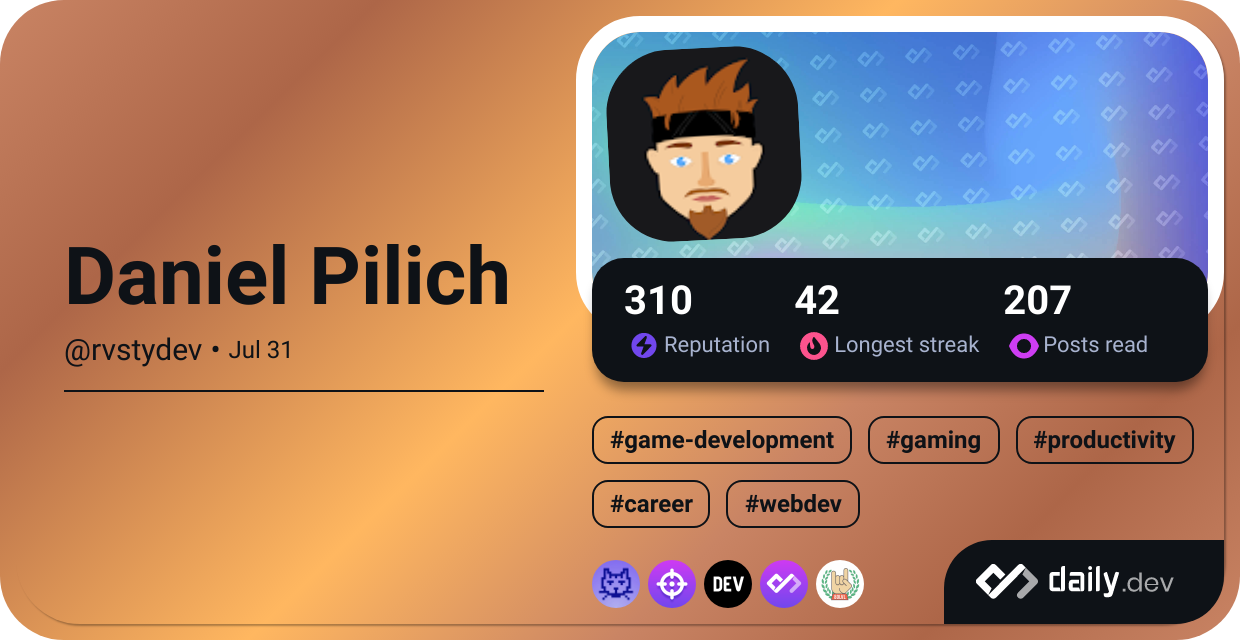 Daniel Pilich
@rvstydev • Jul 31
310 42 207
Reputation Longest streak Posts read
#game-development #gaming #productivity
#career #webdev
DEV
daily.dev